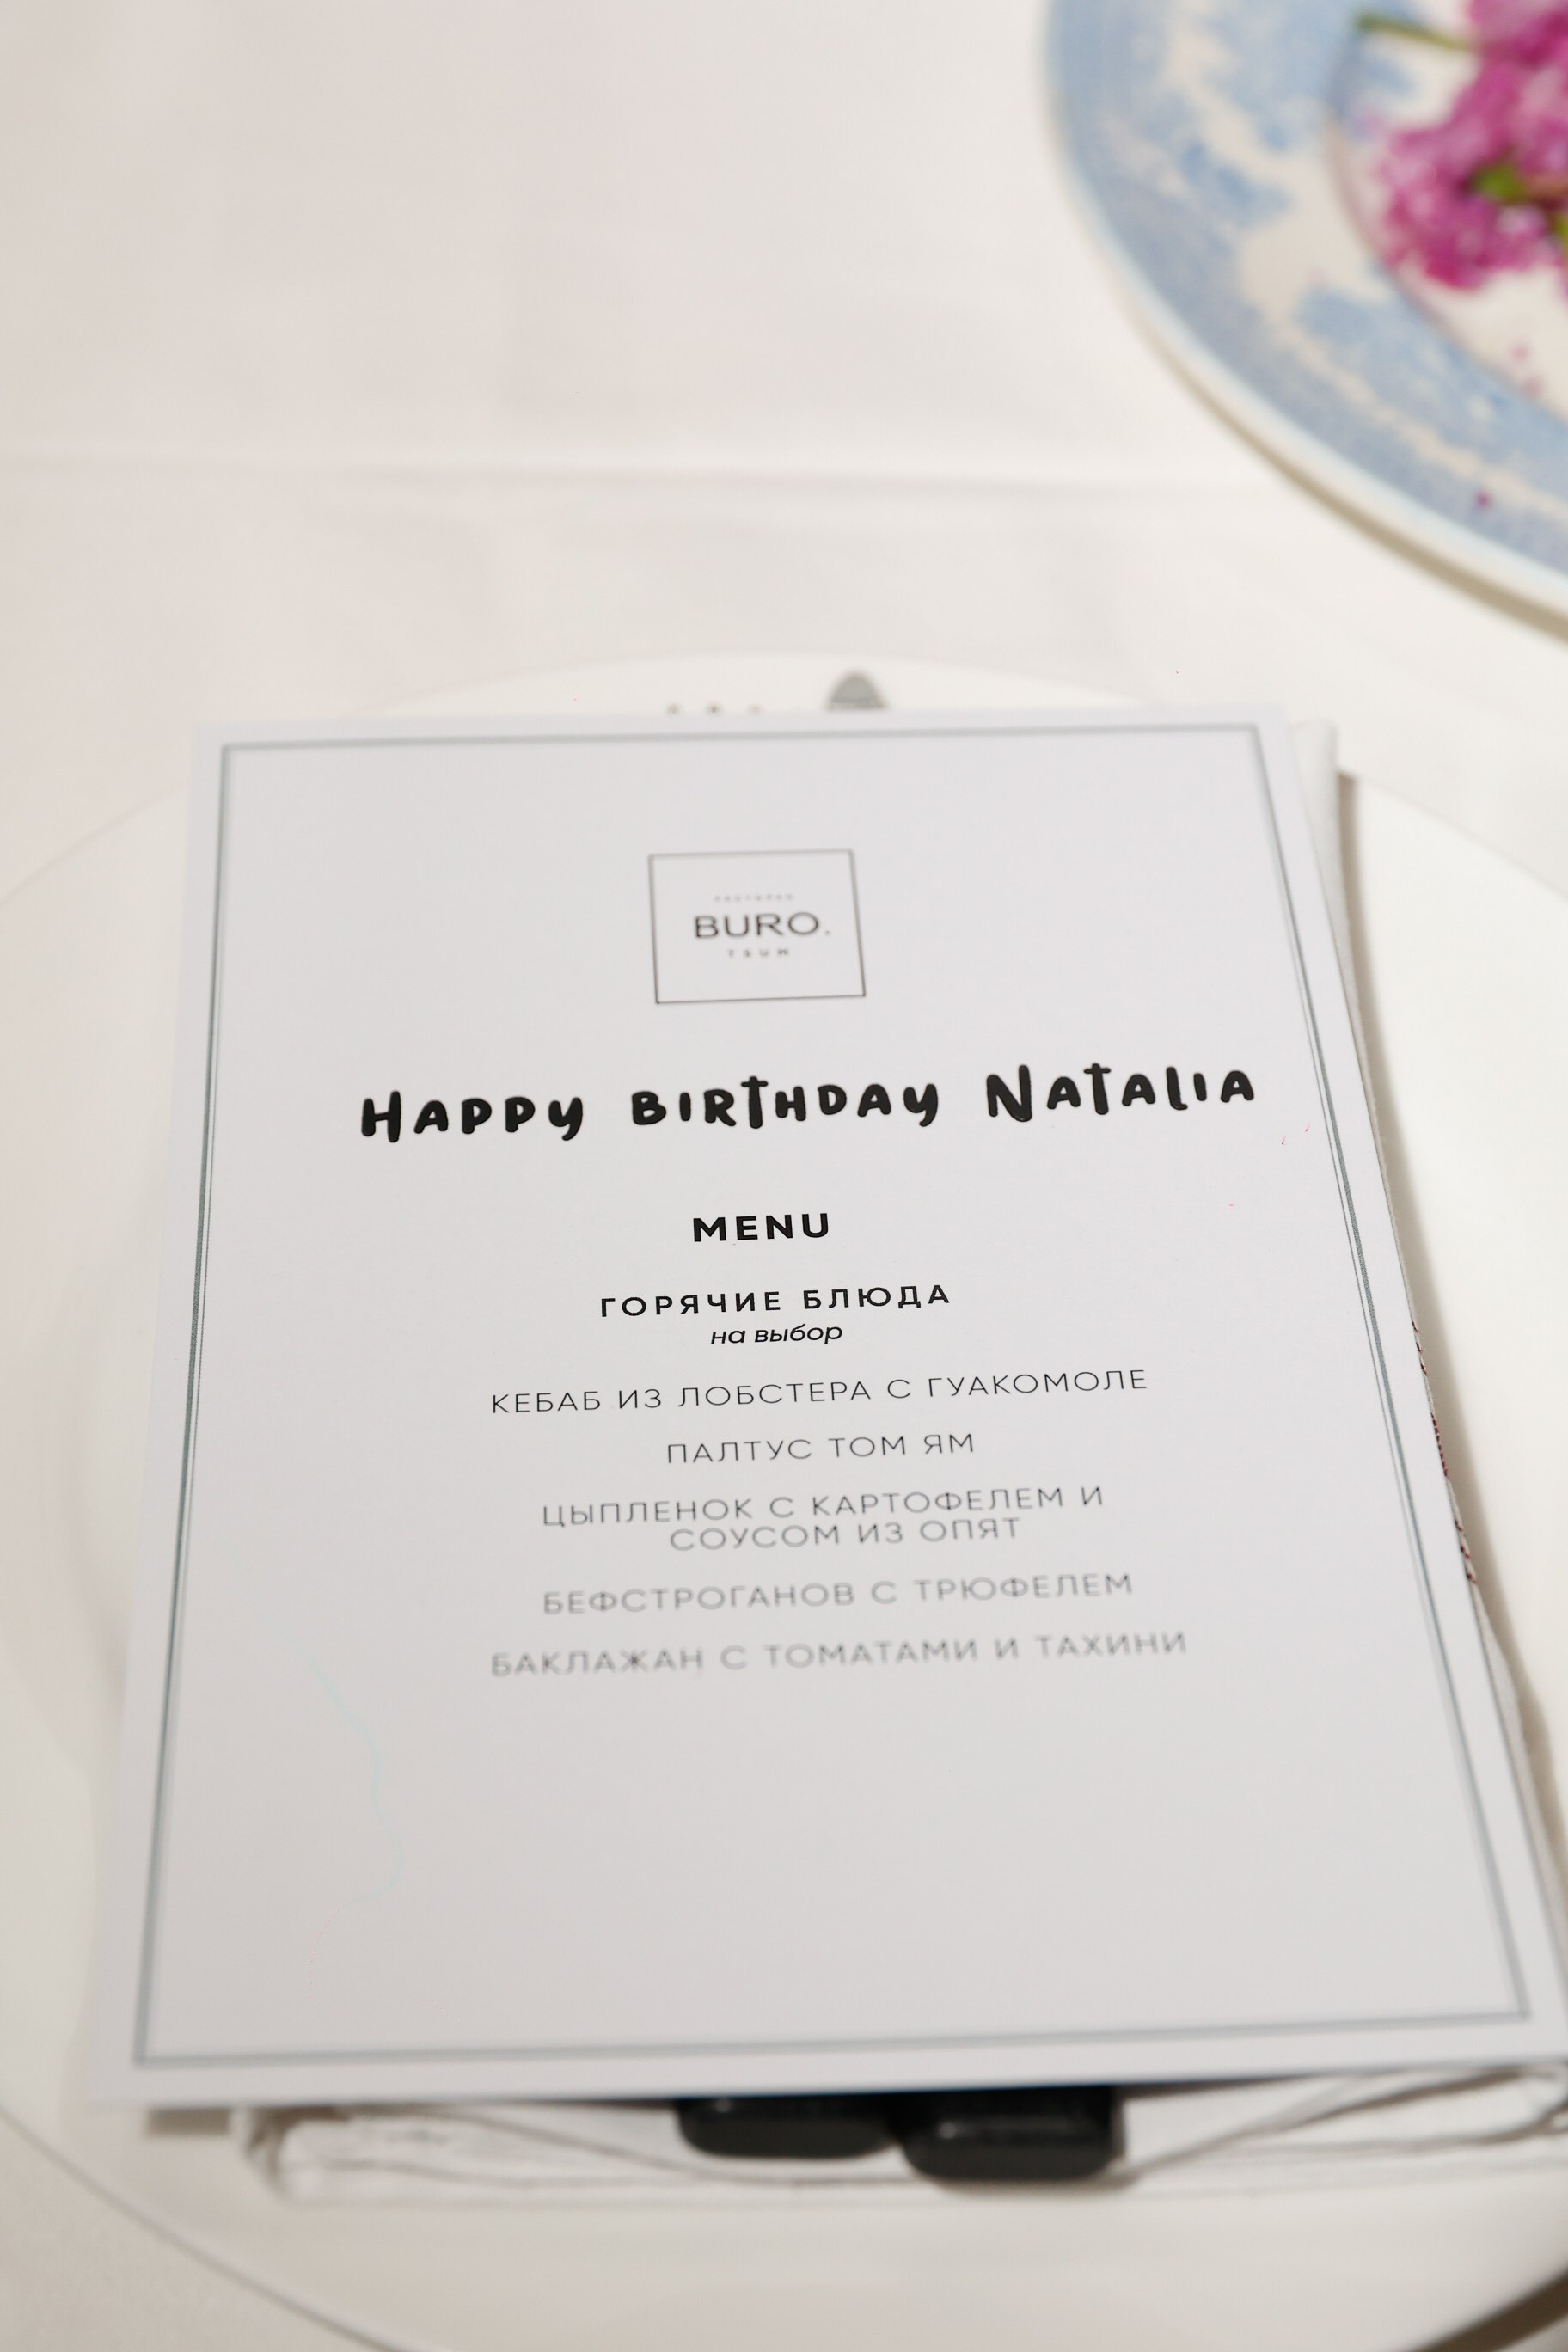 BURO.
TSUM
HAPPY BIRTHDAY NATALIA
MENU
ГОРЯЧИЕ БЛЮДА
на выбор
КЕБАБ ИЗ ЛОБСТЕРА С ГУАКОМОЛЕ
ПАЛТУС ТОМ ЯМ
ЦЫПЛЕНОК С КАРТОФЕЛЕМ И
СОУСОМ ИЗ ОПЯТ
БЕФСТРОГАНОВ С ТРЮФЕЛЕМ
БАКЛАЖАН С ТОМАТАМИ И ТАХИНИ